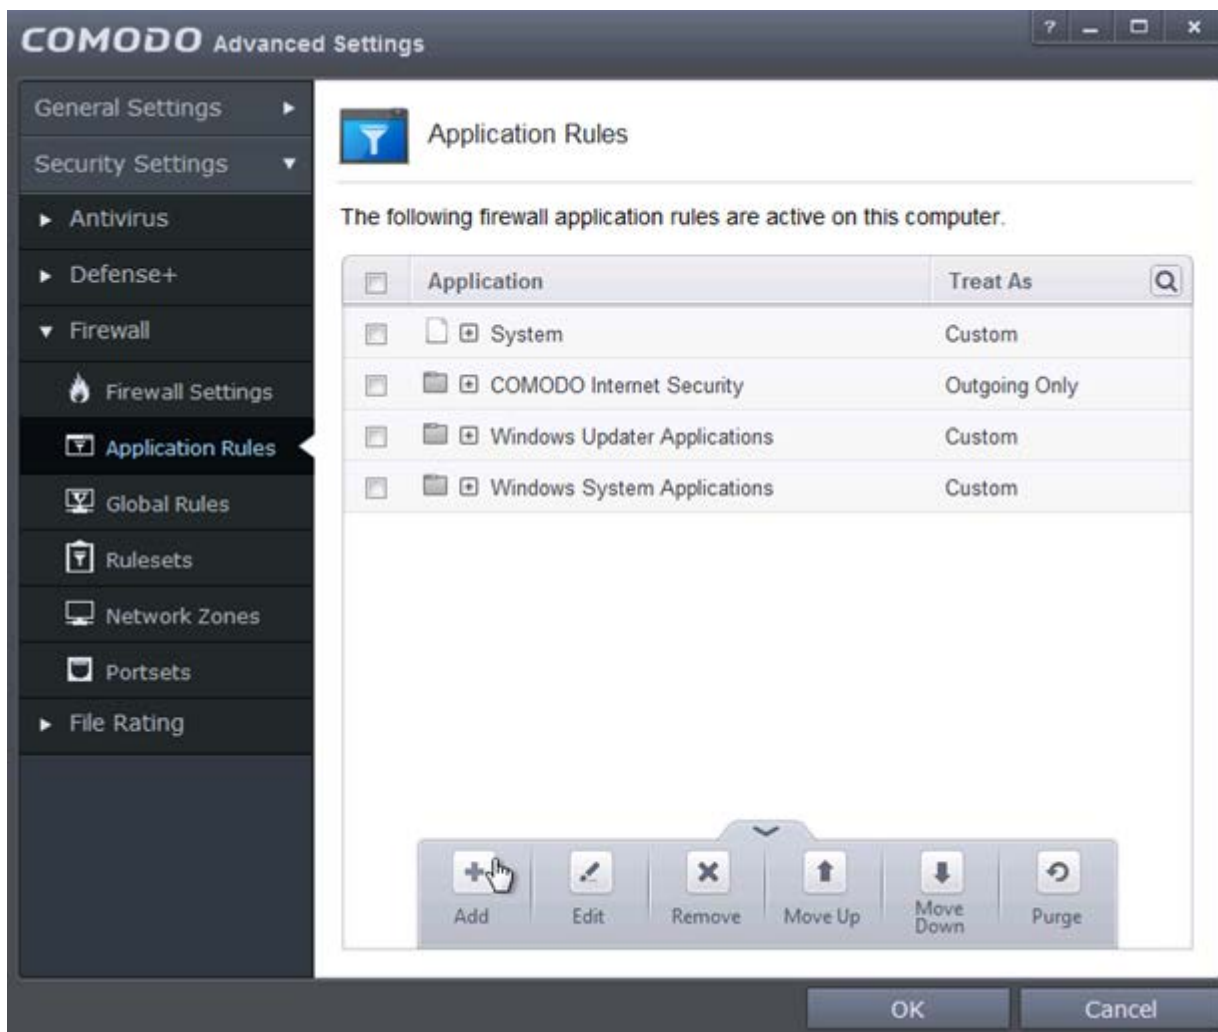 COMODO Advanced Settings
?
General Settings
Security Settings
Antivirus
Defense+
Firewall
Firewall Settings
Application Rules
Global Rules
Rulesets
Network Zones
Portsets
File Rating
Application Rules
The following firewall application rules are active on this computer.
Application Treat As
System Custom
COMODO Internet Security Outgoing Only
Windows Updater Applications Custom
Windows System Applications Custom
Add Edit Remove Move Up Move Down Purge
OK Cancel